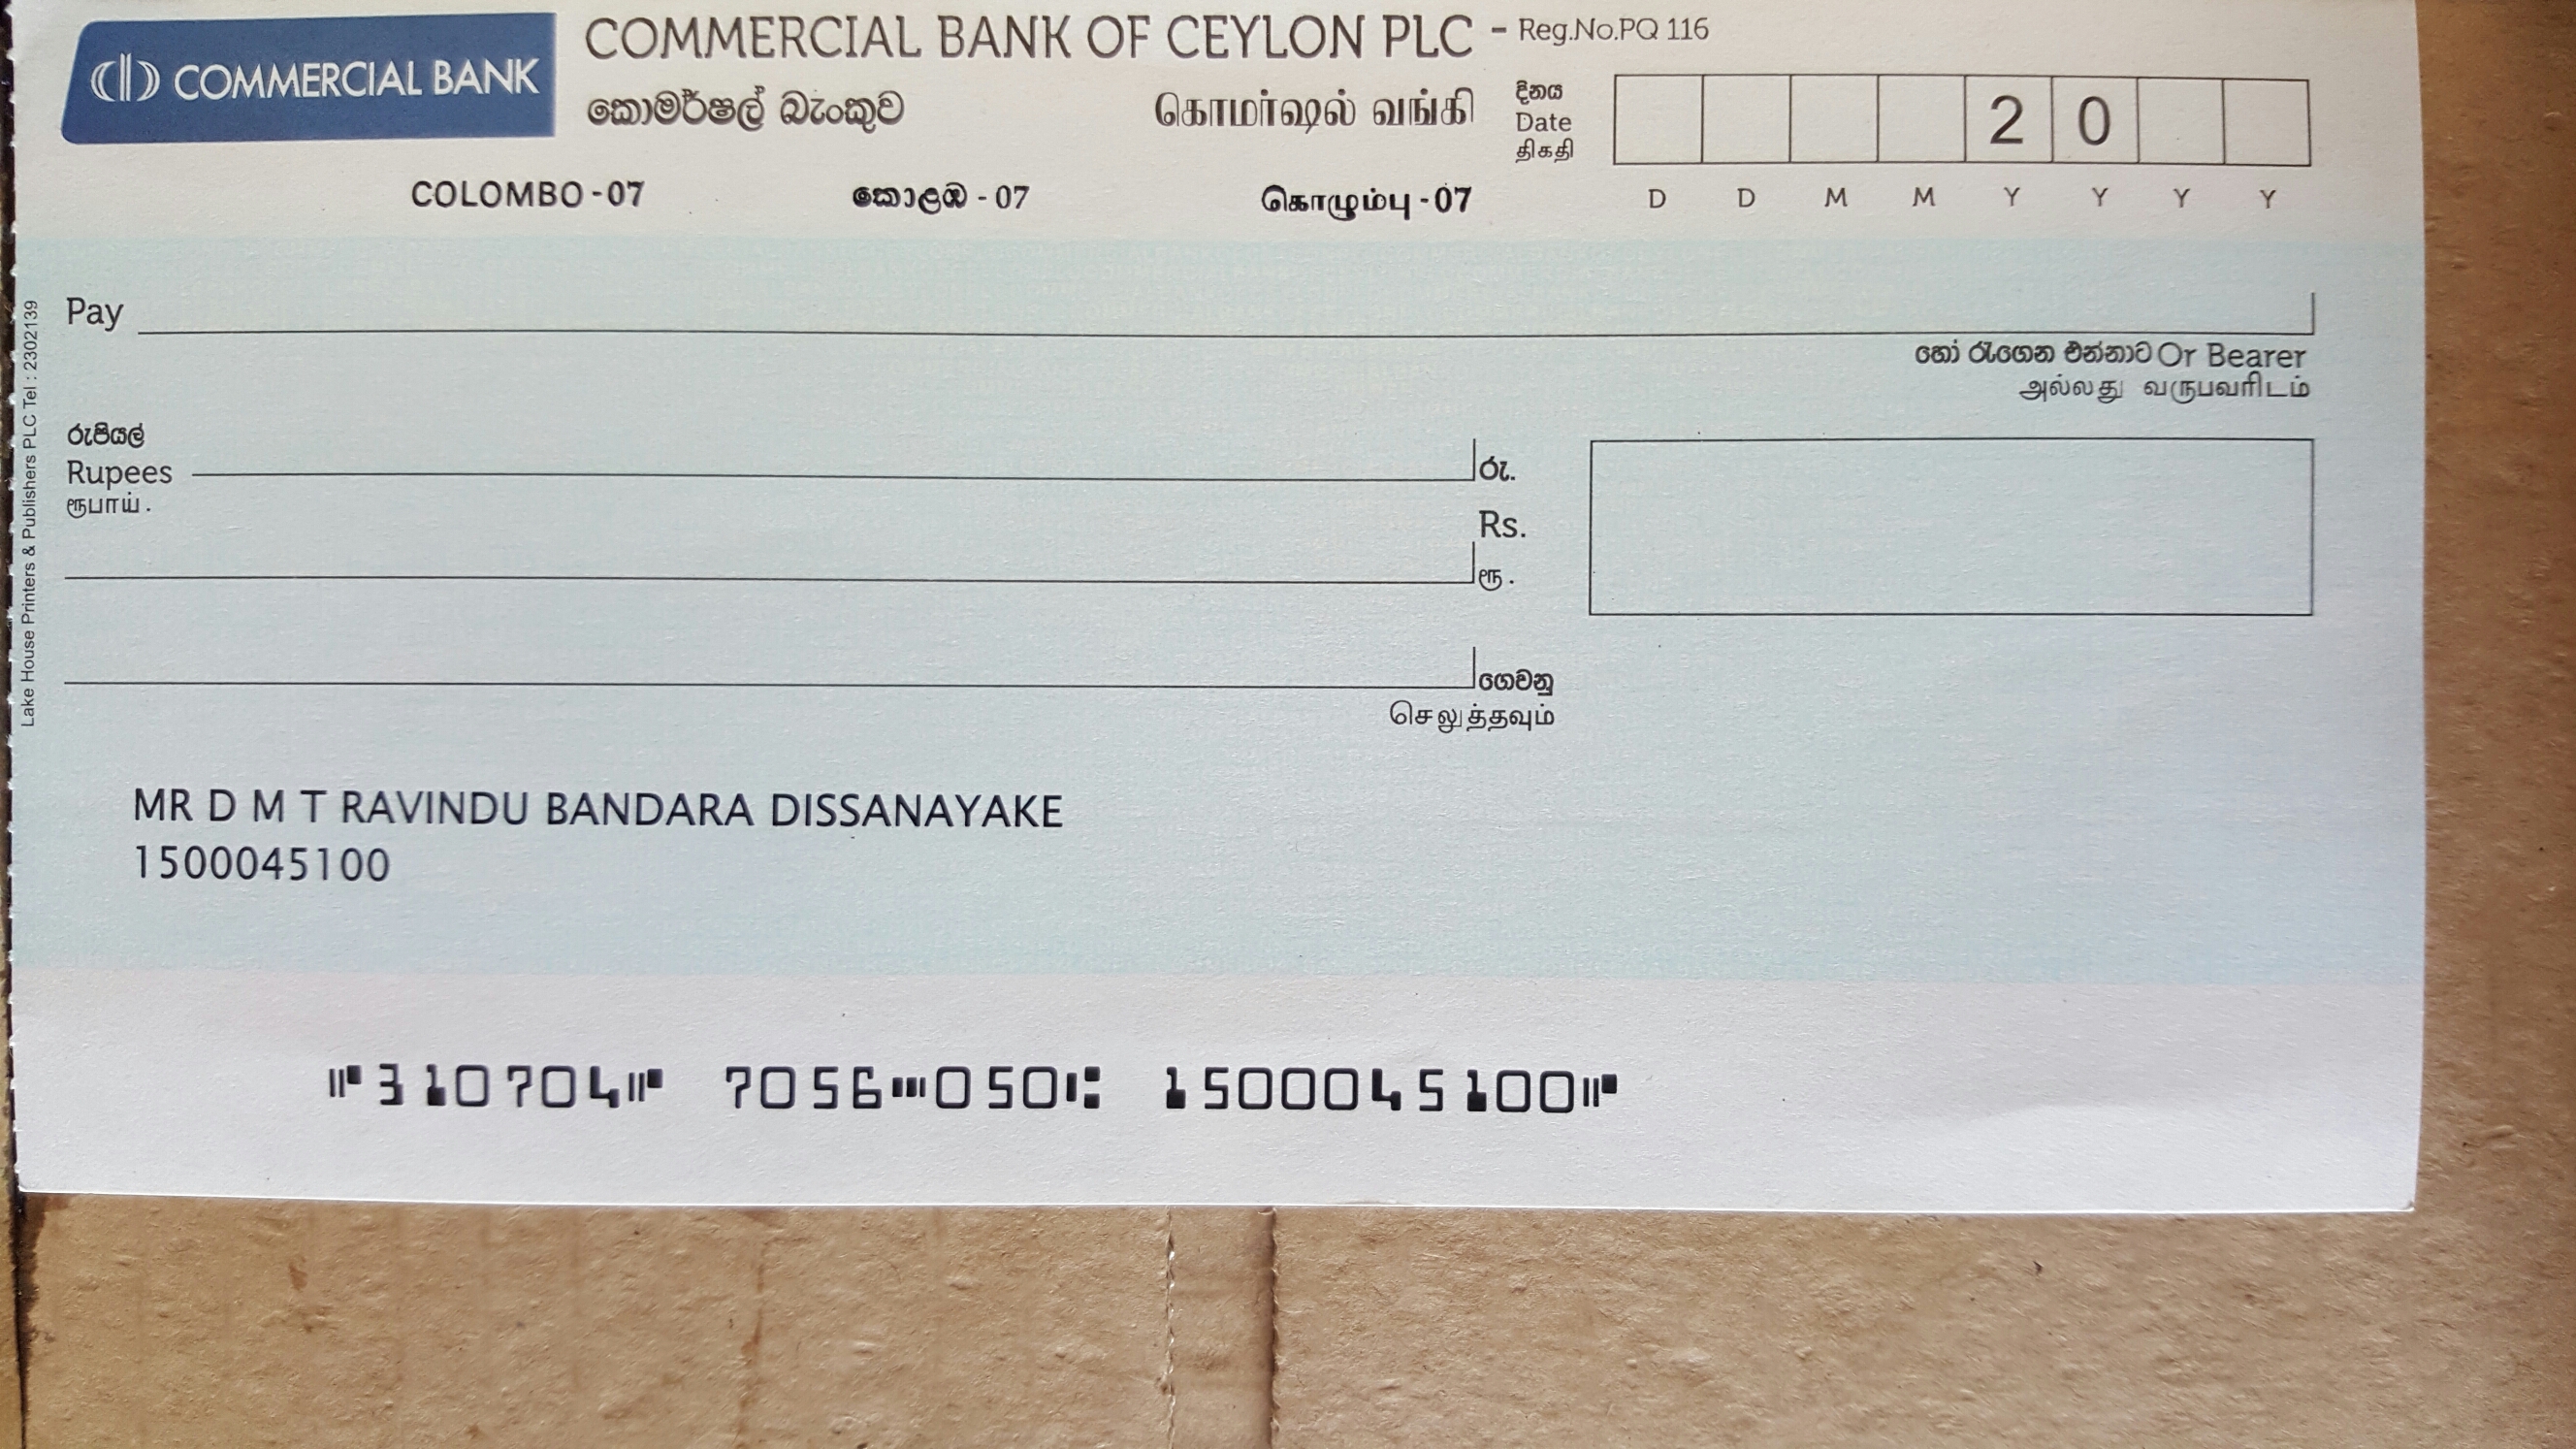 COMMERCIAL BANK
COMMERCIAL BANK OF CEYLON PLC - Reg.No.PQ 116
කොමර්ෂල් බැංකුව கொமர்ஷல் வங்கி
COLOMBO - 07 කොළඹ - 07 கொழும்பு - 07
දිනය
Date
திகதி
2 0
D D M M Y Y Y Y
Pay
හෝ රැගෙන එන්නාට Or Bearer
அல்லது வருபவரிடம்
රුපියල්
Rupees
ரூபாய் .
රු.
Rs.
ரூ .
ගෙවනු
செலுத்தவும்
Lake House Printers & Publishers PLC Tel : 2302139
MR D M T RAVINDU BANDARA DISSANAYAKE
1500045100
⑈310704⑈ 7056⑉050⑆ 1500045100⑈